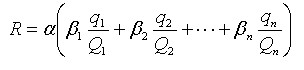 R = α(β₁ q₁/Q₁ + β₂ q₂/Q₂ + ⋯ + βₙ qₙ/Qₙ)